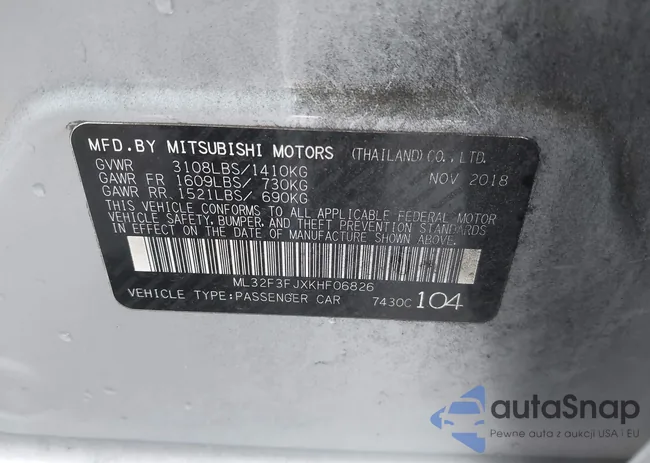 MFD.BY MITSUBISHI MOTORS (THAILAND)CO.,LTD.
GVWR 3108LBS/1410KG NOV 2018
GAWR FR 1609LBS/ 730KG
GAWR RR 1521LBS/ 690KG
THIS VEHICLE CONFORMS TO ALL APPLICABLE FEDERAL MOTOR
VEHICLE SAFETY, BUMPER, AND THEFT PREVENTION STANDARDS
IN EFFECT ON THE DATE OF MANUFACTURE SHOWN ABOVE.
ML32F3FJXKHF06826
VEHICLE TYPE:PASSENGER CAR 7430C 104
autaSnap
Pewne auta z aukcji USA i EU